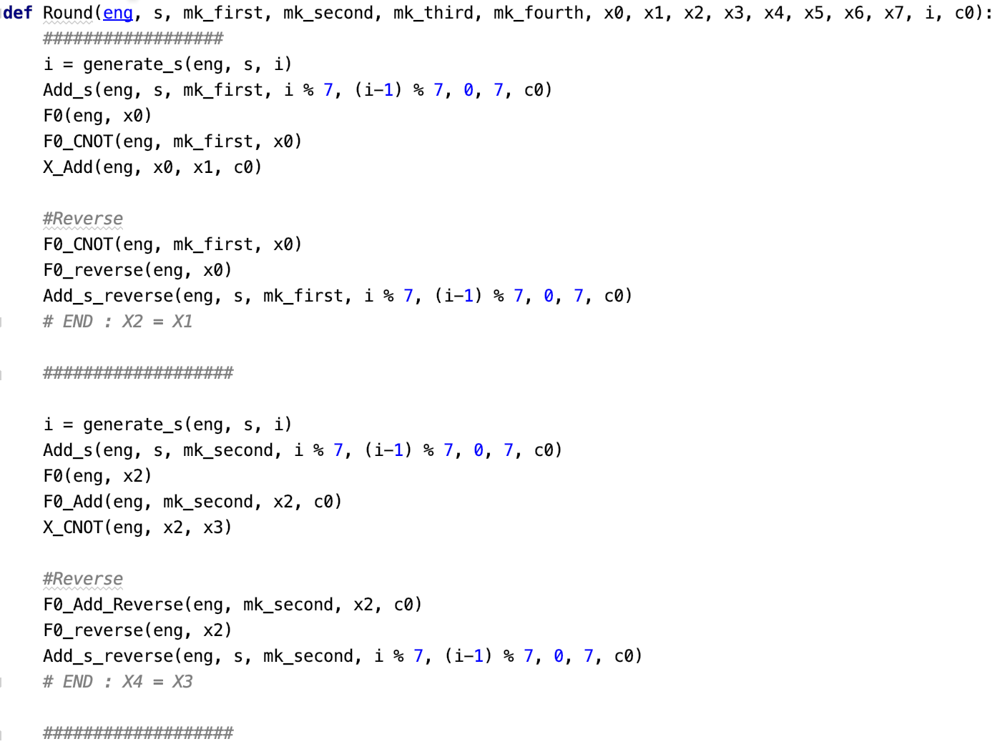 def Round(eng, s, mk_first, mk_second, mk_third, mk_fourth, x0, x1, x2, x3, x4, x5, x6, x7, i, c0):
##################
i = generate_s(eng, s, i)
Add_s(eng, s, mk_first, i % 7, (i-1) % 7, 0, 7, c0)
F0(eng, x0)
F0_CNOT(eng, mk_first, x0)
X_Add(eng, x0, x1, c0)
#Reverse
F0_CNOT(eng, mk_first, x0)
F0_reverse(eng, x0)
Add_s_reverse(eng, s, mk_first, i % 7, (i-1) % 7, 0, 7, c0)
# END : X2 = X1
###################
i = generate_s(eng, s, i)
Add_s(eng, s, mk_second, i % 7, (i-1) % 7, 0, 7, c0)
F0(eng, x2)
F0_Add(eng, mk_second, x2, c0)
X_CNOT(eng, x2, x3)
#Reverse
F0_Add_Reverse(eng, mk_second, x2, c0)
F0_reverse(eng, x2)
Add_s_reverse(eng, s, mk_second, i % 7, (i-1) % 7, 0, 7, c0)
# END : X4 = X3
###################